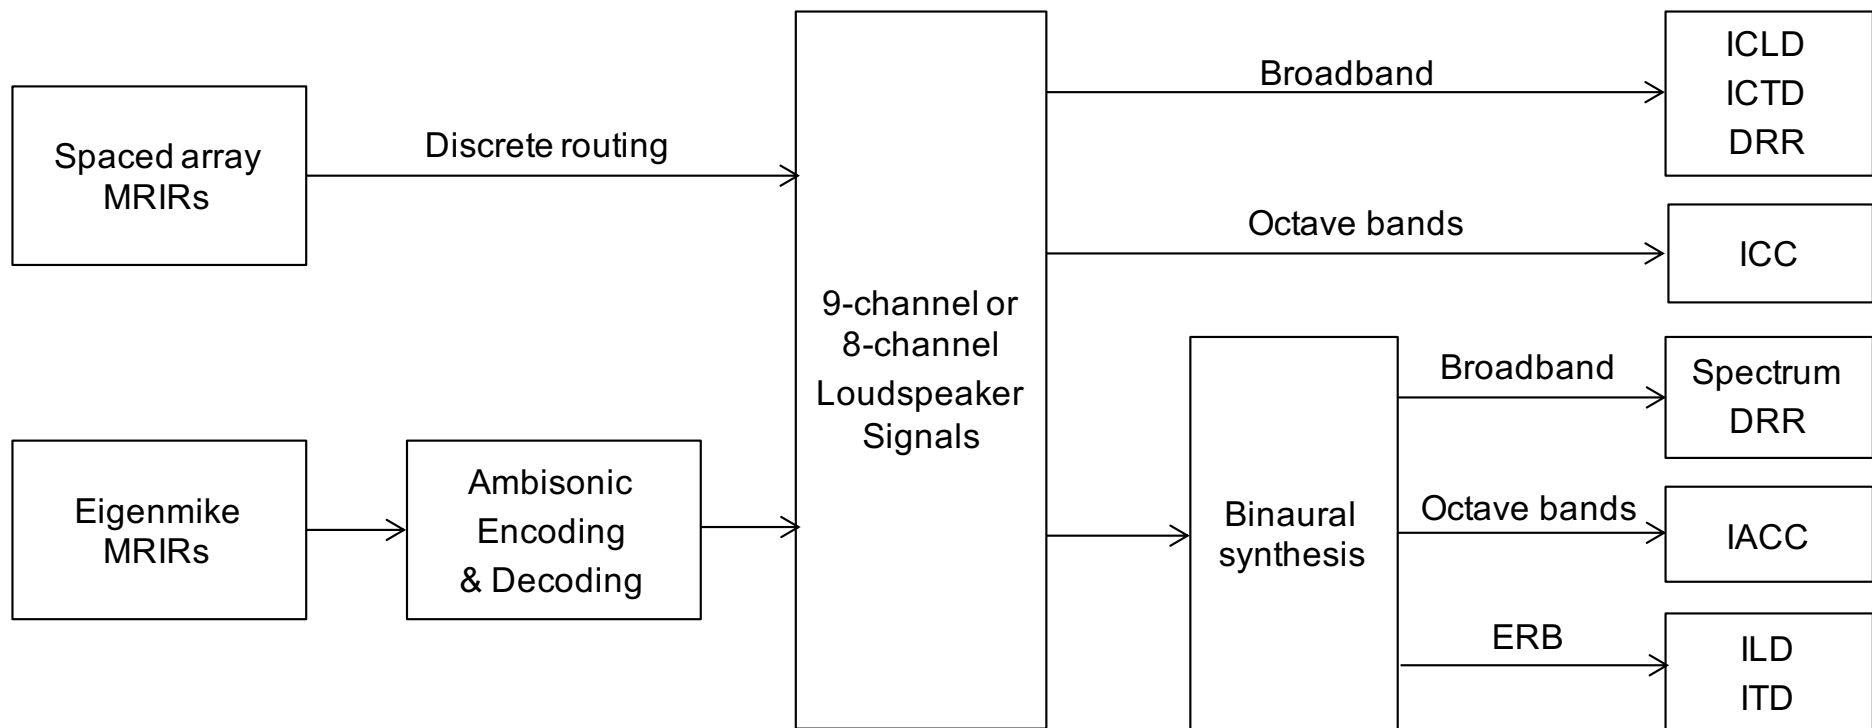 Spaced array
MRIRs
Discrete routing
Eigenmike
MRIRs
Ambisonic
Encoding
& Decoding
9-channel or
8-channel
Loudspeaker
Signals
Broadband
ICLD
ICTD
DRR
Octave bands
ICC
Binaural
synthesis
Broadband
Spectrum
DRR
Octave bands
IACC
ERB
ILD
ITD